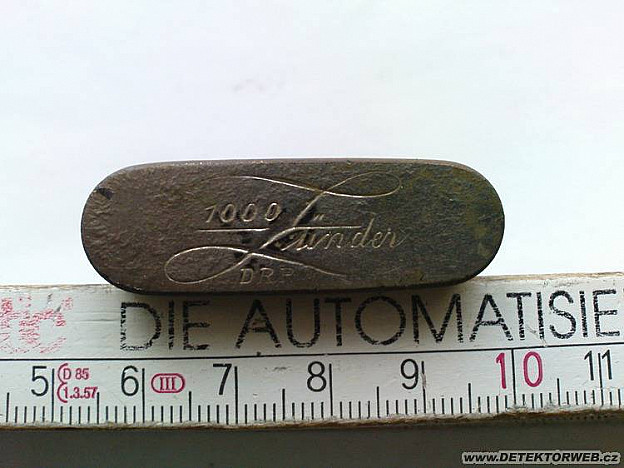 1000
Zünder
D.R.P.
DIE AUTOMATISIE
5 6 7 8 9 10 11
D 85
1.3.57
III
www.DETEKTORWEB.cz